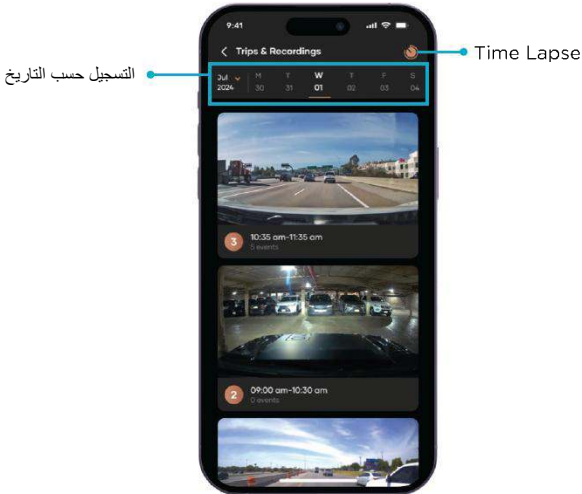 9:41
Trips & Recordings
Time Lapse
التسجيل حسب التاريخ
Jul M T W T F S
2024 30 31 01 02 03 04
3 10:35 am-11:35 am
5 events
2 09:00 am-10:30 am
0 events